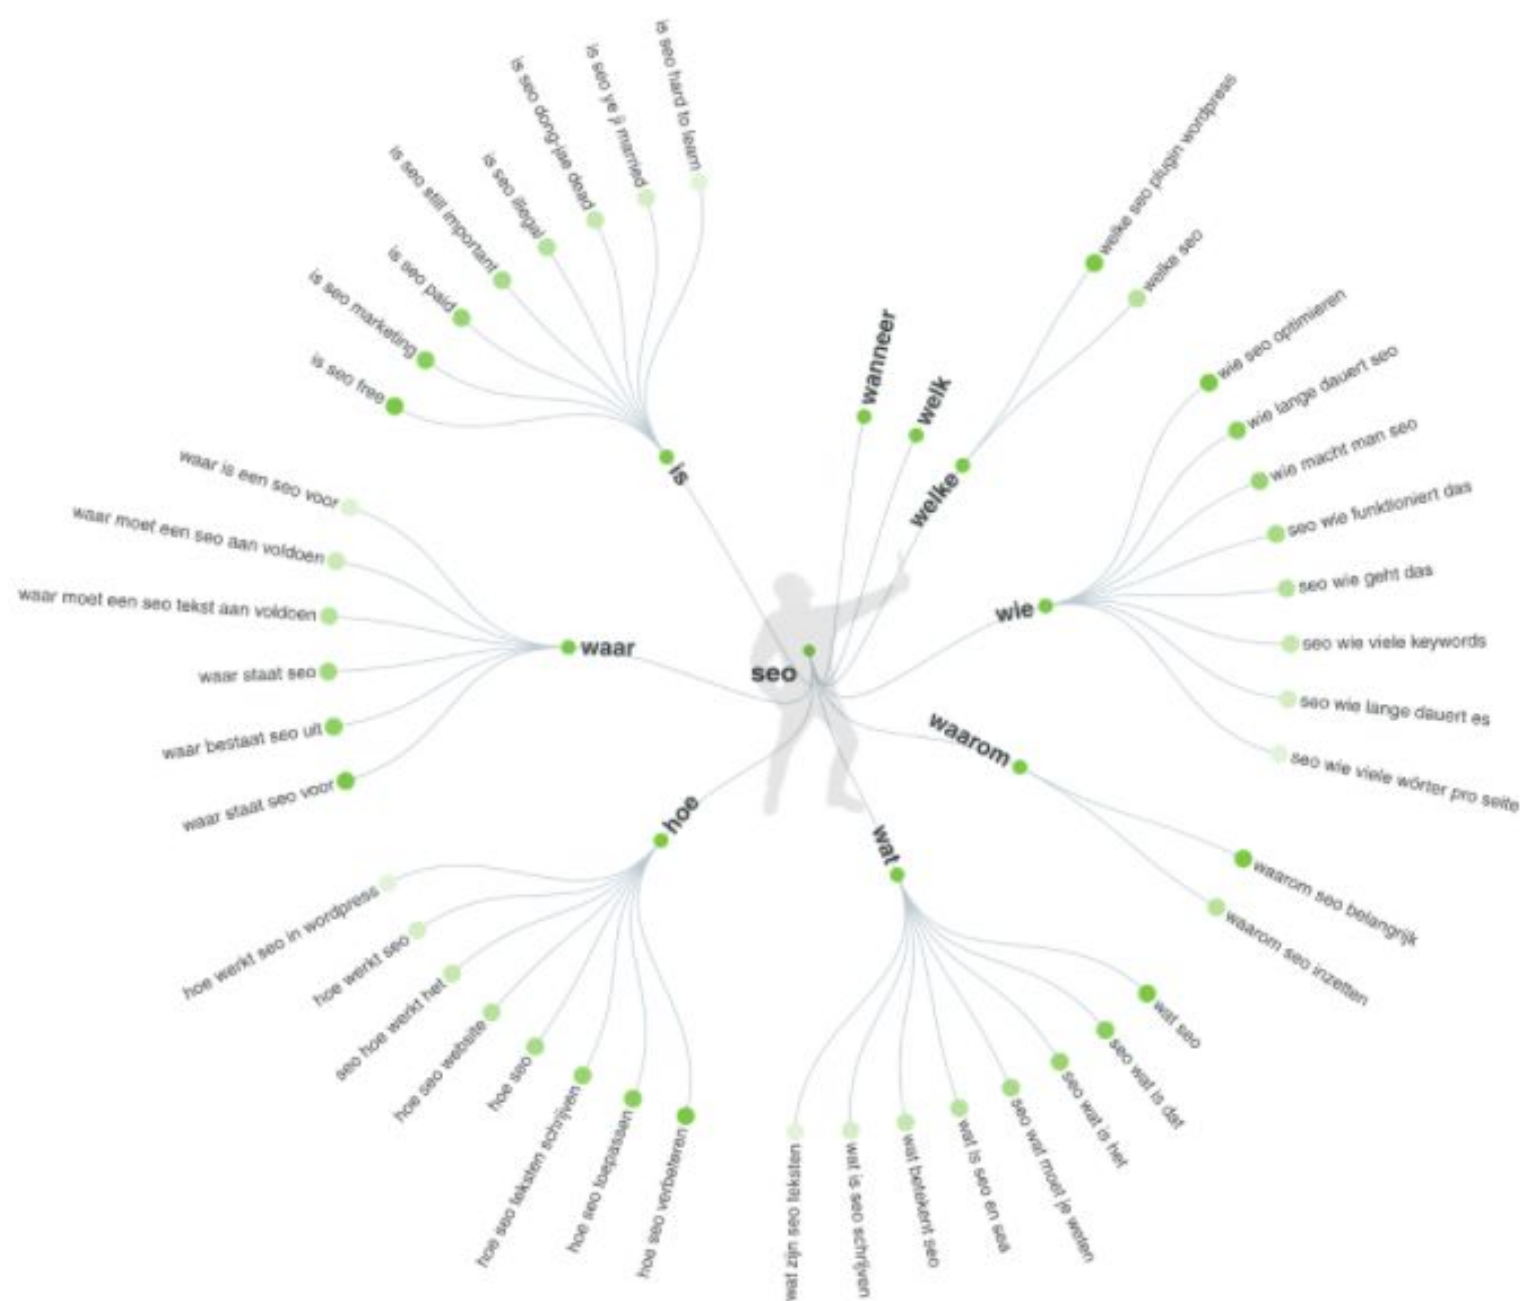 seo
wanneer
welk
welke
welke seo plugin wordpress
welke seo
wie
wie seo optimieren
wie lange dauert seo
wie macht man seo
seo wie funktioniert das
seo wie geht das
seo wie viele keywords
seo wie lange dauert es
seo wie viele wörter pro seite
waarom
waarom seo belangrijk
waarom seo inzetten
wat
wat seo
seo wat is dat
seo wat is het
seo wat moet je weten
wat is seo en sea
wat betekent seo
wat is seo schrijven
wat zijn seo teksten
hoe
hoe seo verbeteren
hoe seo toepassen
hoe seo teksten schrijven
hoe seo
hoe seo website
seo hoe werkt het
hoe werkt seo
hoe werkt seo in wordpress
waar
waar staat seo voor
waar bestaat seo uit
waar staat seo
waar moet een seo tekst aan voldoen
waar moet een seo aan voldoen
waar is een seo voor
is
is seo free
is seo marketing
is seo paid
is seo still important
is seo illegal
is seo dong-jae dead
is seo ye ji married
is seo hard to learn